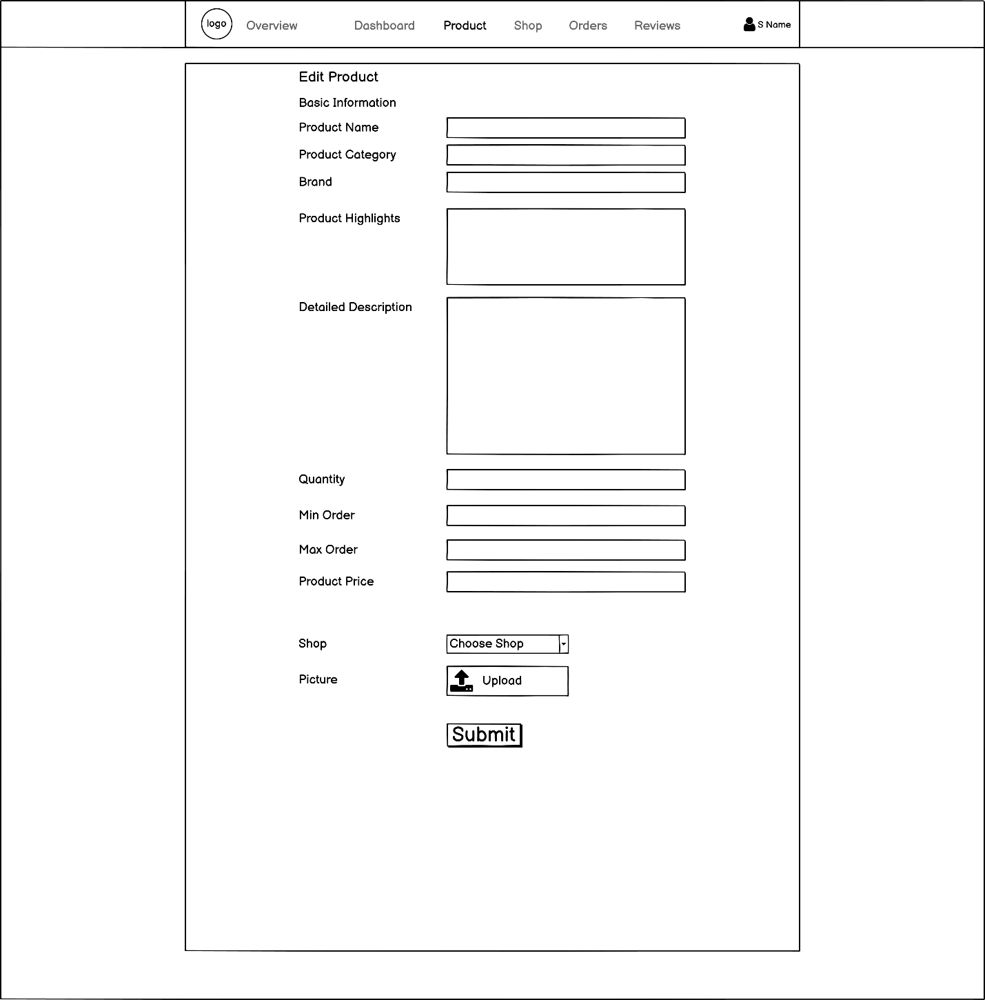 logo Overview Dashboard Product Shop Orders Reviews S Name
Edit Product
Basic Information
Product Name
Product Category
Brand
Product Highlights
Detailed Description
Quantity
Min Order
Max Order
Product Price
Shop Choose Shop
Picture Upload
Submit